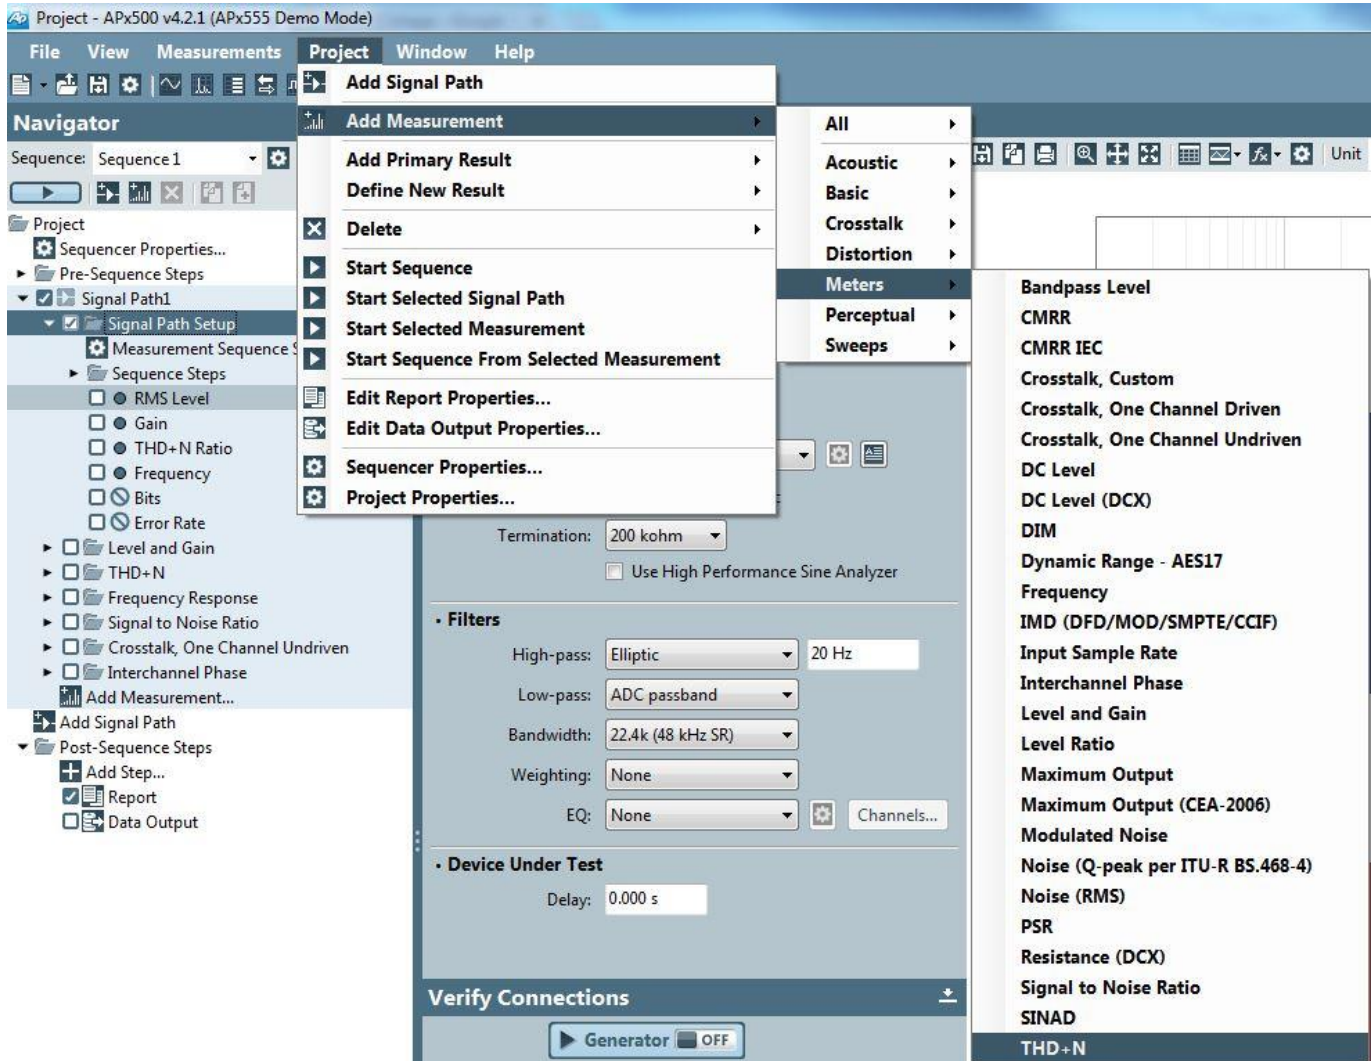 Project - APx500 v4.2.1 (APx555 Demo Mode)
File View Measurements Project Window Help
Navigator
Sequence: Sequence 1
Project
Sequencer Properties...
Pre-Sequence Steps
Signal Path1
Signal Path Setup
Measurement Sequence S
Sequence Steps
RMS Level
Gain
THD+N Ratio
Frequency
Bits
Error Rate
Level and Gain
THD+N
Frequency Response
Signal to Noise Ratio
Crosstalk, One Channel Undriven
Interchannel Phase
Add Measurement...
Add Signal Path
Post-Sequence Steps
Add Step...
Report
Data Output
Add Signal Path
Add Measurement
Add Primary Result
Define New Result
Delete
Start Sequence
Start Selected Signal Path
Start Selected Measurement
Start Sequence From Selected Measurement
Edit Report Properties...
Edit Data Output Properties...
Sequencer Properties...
Project Properties...
All
Acoustic
Basic
Crosstalk
Distortion
Meters
Perceptual
Sweeps
Unit
Bandpass Level
CMRR
CMRR IEC
Crosstalk, Custom
Crosstalk, One Channel Driven
Crosstalk, One Channel Undriven
DC Level
DC Level (DCX)
DIM
Dynamic Range - AES17
Frequency
IMD (DFD/MOD/SMPTE/CCIF)
Input Sample Rate
Interchannel Phase
Level and Gain
Level Ratio
Maximum Output
Maximum Output (CEA-2006)
Modulated Noise
Noise (Q-peak per ITU-R BS.468-4)
Noise (RMS)
PSR
Resistance (DCX)
Signal to Noise Ratio
SINAD
THD+N
Termination: 200 kohm
Use High Performance Sine Analyzer
Filters
High-pass: Elliptic 20 Hz
Low-pass: ADC passband
Bandwidth: 22.4k (48 kHz SR)
Weighting: None
EQ: None Channels...
Device Under Test
Delay: 0.000 s
Verify Connections
Generator OFF